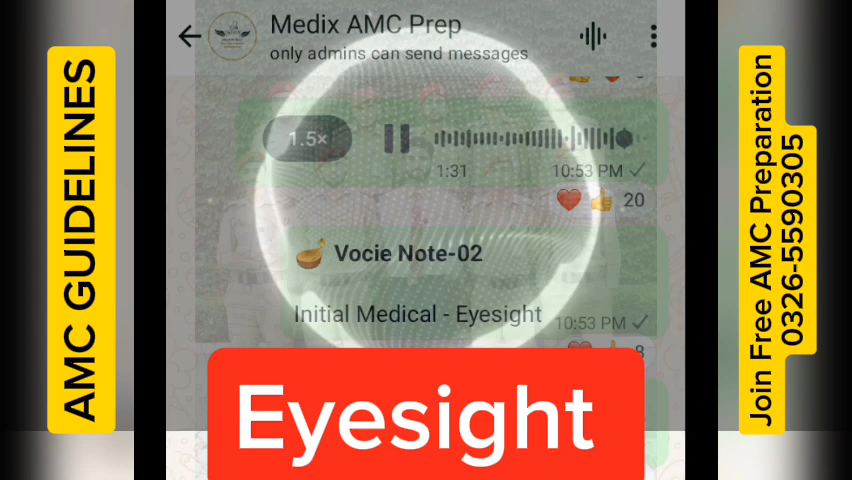 AMC GUIDELINES
Medix AMC Prep
only admins can send messages
1.5×
1:31
10:53 PM
20
Vocie Note-02
Initial Medical - Eyesight
10:53 PM
8
Eyesight
Join Free AMC Preparation
0326-5590305